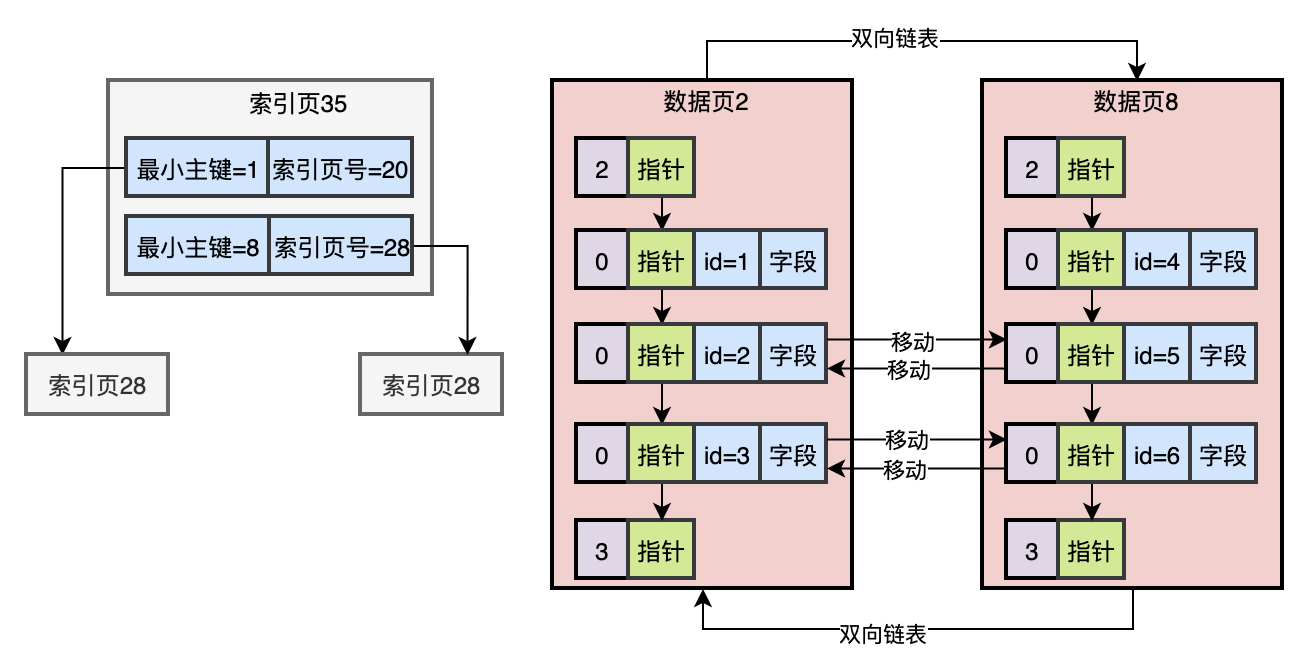 索引页35
最小主键=1 索引页号=20
最小主键=8 索引页号=28
索引页28
索引页28
双向链表
数据页2
2 指针
0 指针 id=1 字段
0 指针 id=2 字段
0 指针 id=3 字段
3 指针
移动
移动
移动
移动
数据页8
2 指针
0 指针 id=4 字段
0 指针 id=5 字段
0 指针 id=6 字段
3 指针
双向链表